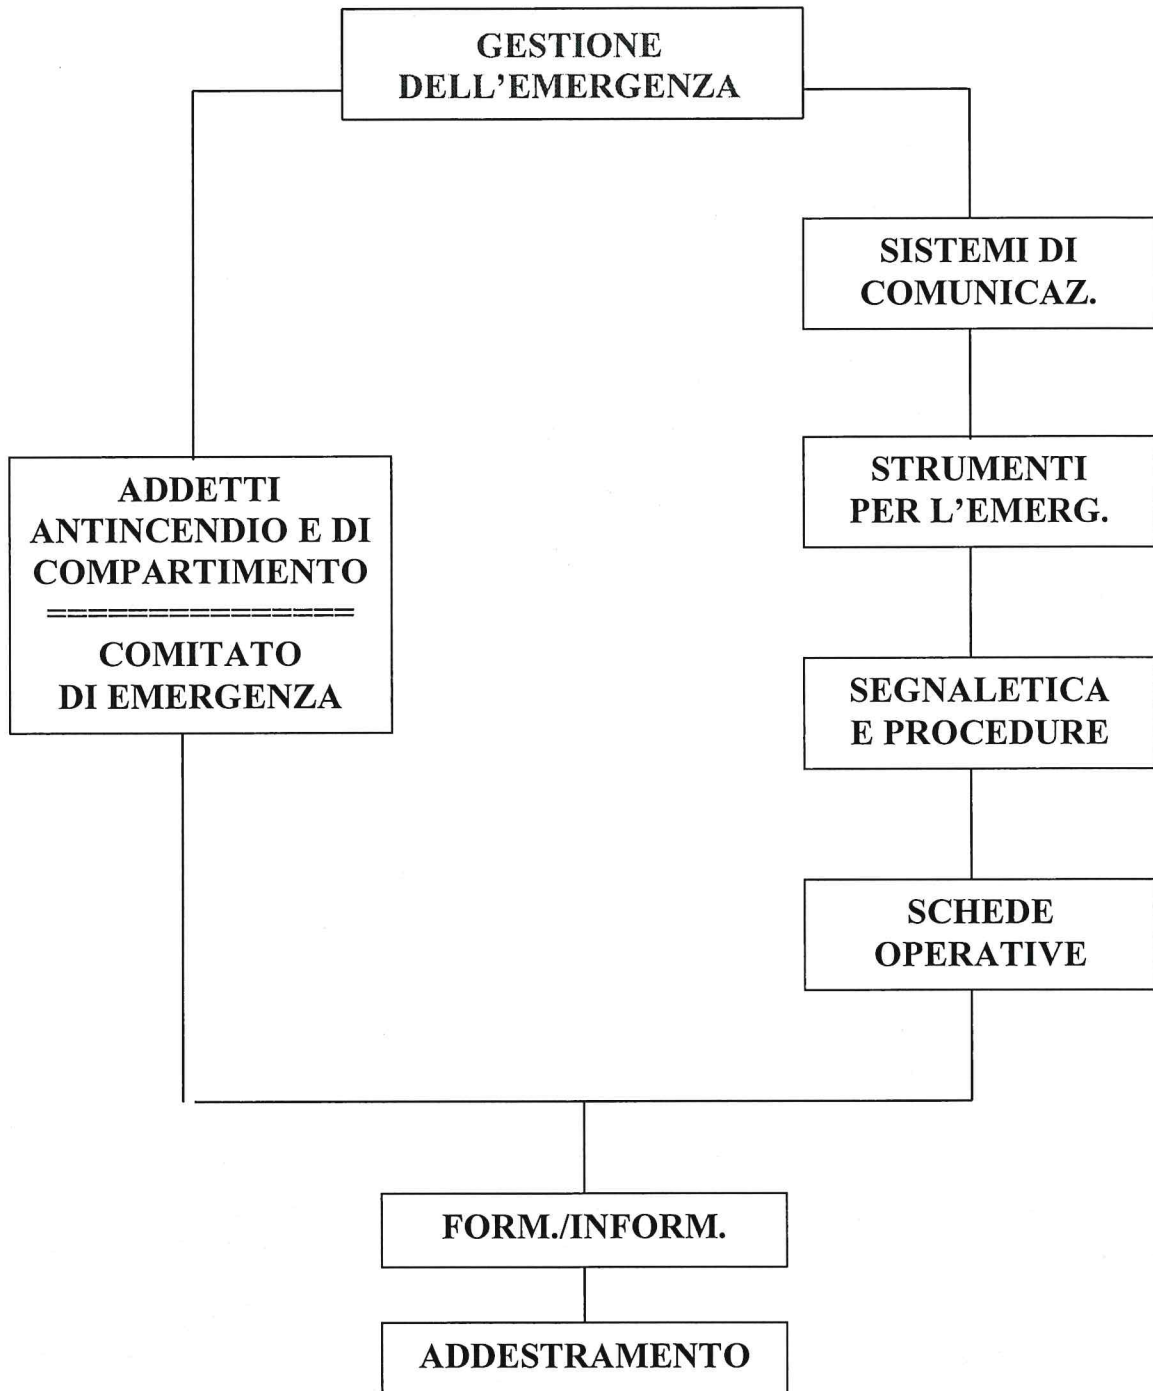 GESTIONE
DELL'EMERGENZA
SISTEMI DI
COMUNICAZ.
STRUMENTI
PER L'EMERG.
ADDETTI
ANTINCENDIO E DI
COMPARTIMENTO
===============
COMITATO
DI EMERGENZA
SEGNALETICA
E PROCEDURE
SCHEDE
OPERATIVE
FORM./INFORM.
ADDESTRAMENTO